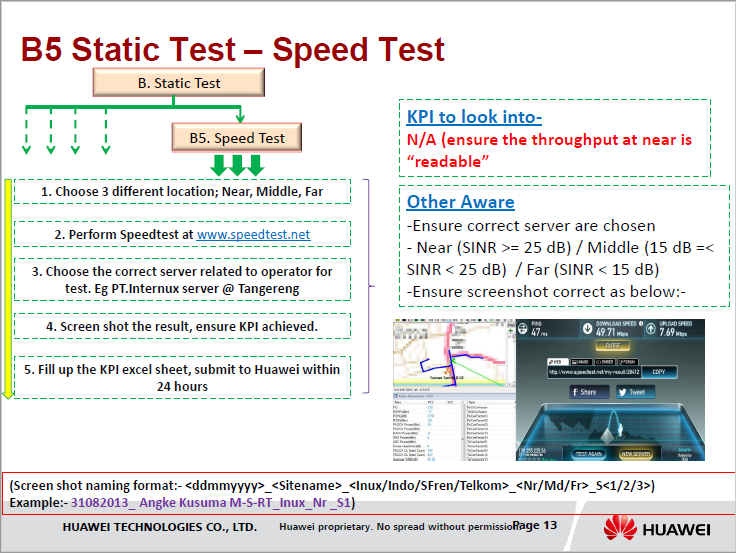 B5 Static Test – Speed Test
B. Static Test
B5. Speed Test
1. Choose 3 different location; Near, Middle, Far
2. Perform Speedtest at www.speedtest.net
3. Choose the correct server related to operator for
test. Eg PT.Internux server @ Tangereng
4. Screen shot the result, ensure KPI achieved.
5. Fill up the KPI excel sheet, submit to Huawei within
24 hours
KPI to look into-
N/A (ensure the throughput at near is
“readable”
Other Aware
-Ensure correct server are chosen
- Near (SINR >= 25 dB) / Middle (15 dB =<
SINR < 25 dB)  / Far (SINR < 15 dB)
-Ensure screenshot correct as below:-
PING
47 ms
DOWNLOAD SPEED
49.71 Mbps
UPLOAD SPEED
7.69 Mbps
CLOSE
WEB
IMAGE
EMBED
FORUM
COPY
Share
Tweet
TEST AGAIN
NEW SERVER
(Screen shot naming format:- <ddmmyyyy>_<Sitename>_<Inux/Indo/SFren/Telkom>_<Nr/Md/Fr>_S<1/2/3>)
Example:- 31082013_ Angke Kusuma M-S-RT_Inux_Nr _S1)
HUAWEI TECHNOLOGIES CO., LTD.
Huawei proprietary. No spread without permission
Page 13
HUAWEI